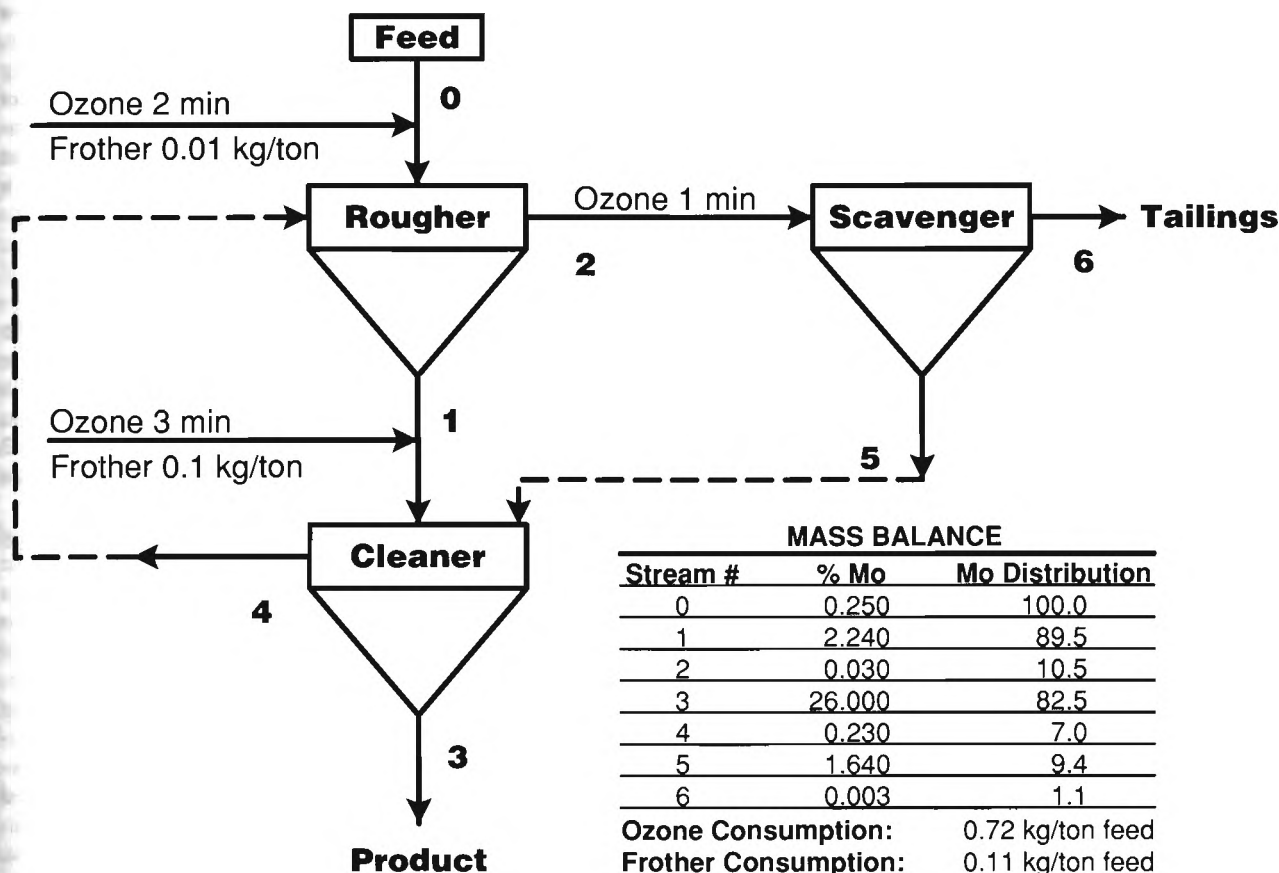 Feed
0
Ozone 2 min
Frother 0.01 kg/ton
Rougher
Ozone 1 min
Scavenger
Tailings
2
6
1
Ozone 3 min
Frother 0.1 kg/ton
5
Cleaner
4
3
Product
MASS BALANCE
Stream # % Mo Mo Distribution
0 0.250 100.0
1 2.240 89.5
2 0.030 10.5
3 26.000 82.5
4 0.230 7.0
5 1.640 9.4
6 0.003 1.1
Ozone Consumption: 0.72 kg/ton feed
Frother Consumption: 0.11 kg/ton feed